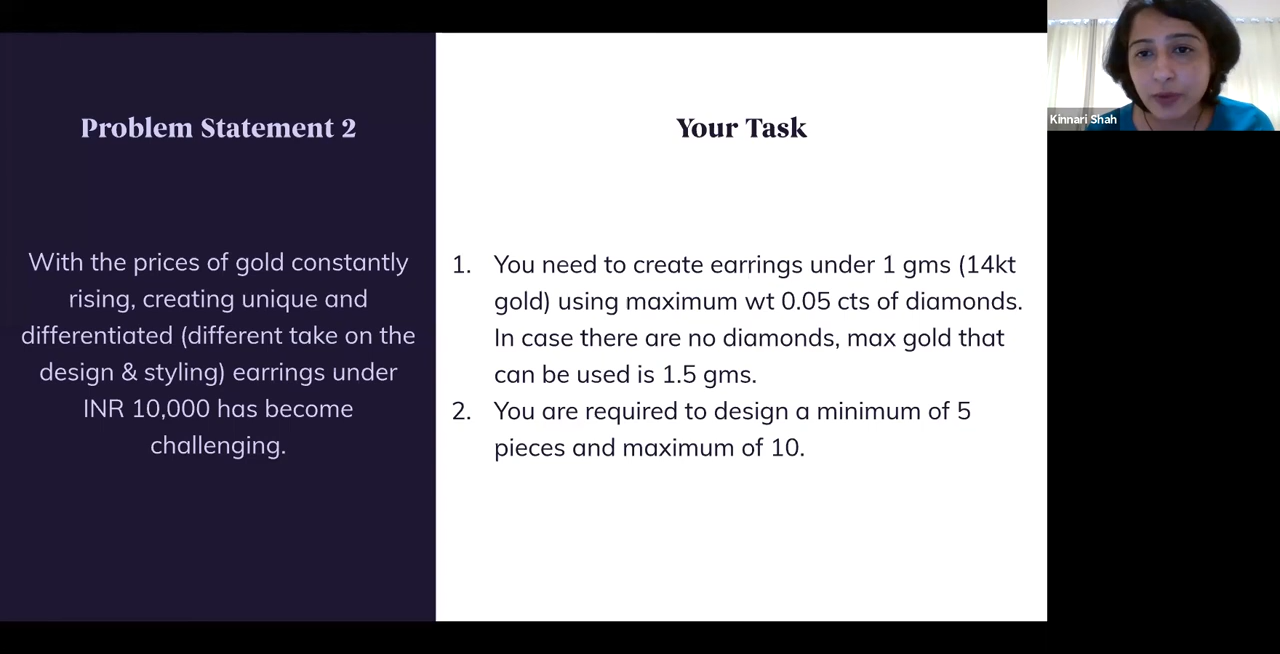 Problem Statement 2
With the prices of gold constantly
rising, creating unique and
differentiated (different take on the
design & styling) earrings under
INR 10,000 has become
challenging.
Your Task
1. You need to create earrings under 1 gms (14kt
gold) using maximum wt 0.05 cts of diamonds.
In case there are no diamonds, max gold that
can be used is 1.5 gms.
2. You are required to design a minimum of 5
pieces and maximum of 10.
Kinnari Shah